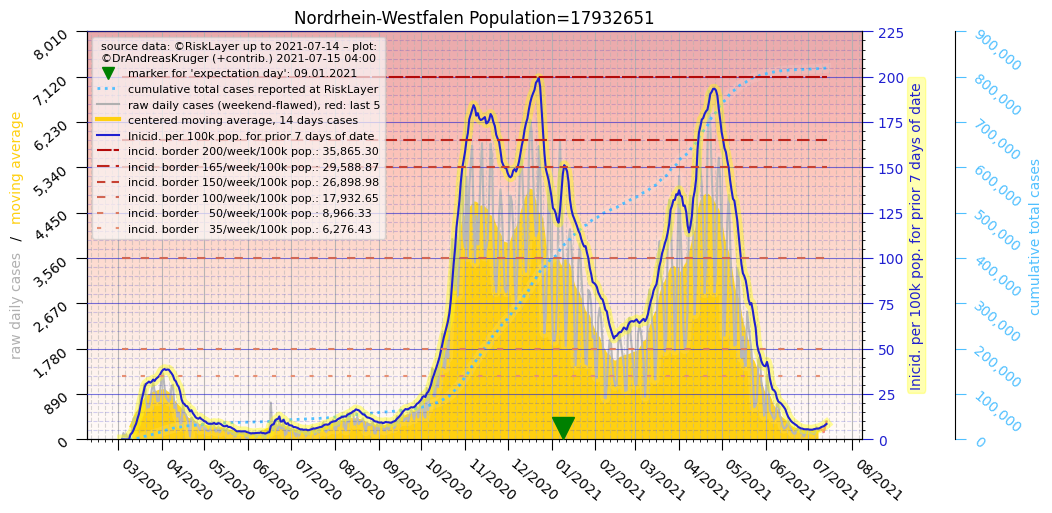 Nordrhein-Westfalen Population=17932651
source data: ©RiskLayer up to 2021-07-14 – plot:
©DrAndreasKruger (+contrib.) 2021-07-15 04:00
marker for 'expectation day': 09.01.2021
cumulative total cases reported at RiskLayer
raw daily cases (weekend-flawed), red: last 5
centered moving average, 14 days cases
Inicid. per 100k pop. for prior 7 days of date
incid. border 200/week/100k pop.: 35,865.30
incid. border 165/week/100k pop.: 29,588.87
incid. border 150/week/100k pop.: 26,898.98
incid. border 100/week/100k pop.: 17,932.65
incid. border   50/week/100k pop.: 8,966.33
incid. border   35/week/100k pop.: 6,276.43
raw daily cases   /   moving average
8,010
7,120
6,230
5,340
4,450
3,560
2,670
1,780
890
0
03/2020
04/2020
05/2020
06/2020
07/2020
08/2020
09/2020
10/2020
11/2020
12/2020
01/2021
02/2021
03/2021
04/2021
05/2021
06/2021
07/2021
08/2021
225
200
175
150
125
100
75
50
25
0
Inicid. per 100k pop. for prior 7 days of date
900,000
800,000
700,000
600,000
500,000
400,000
300,000
200,000
100,000
0
cumulative total cases